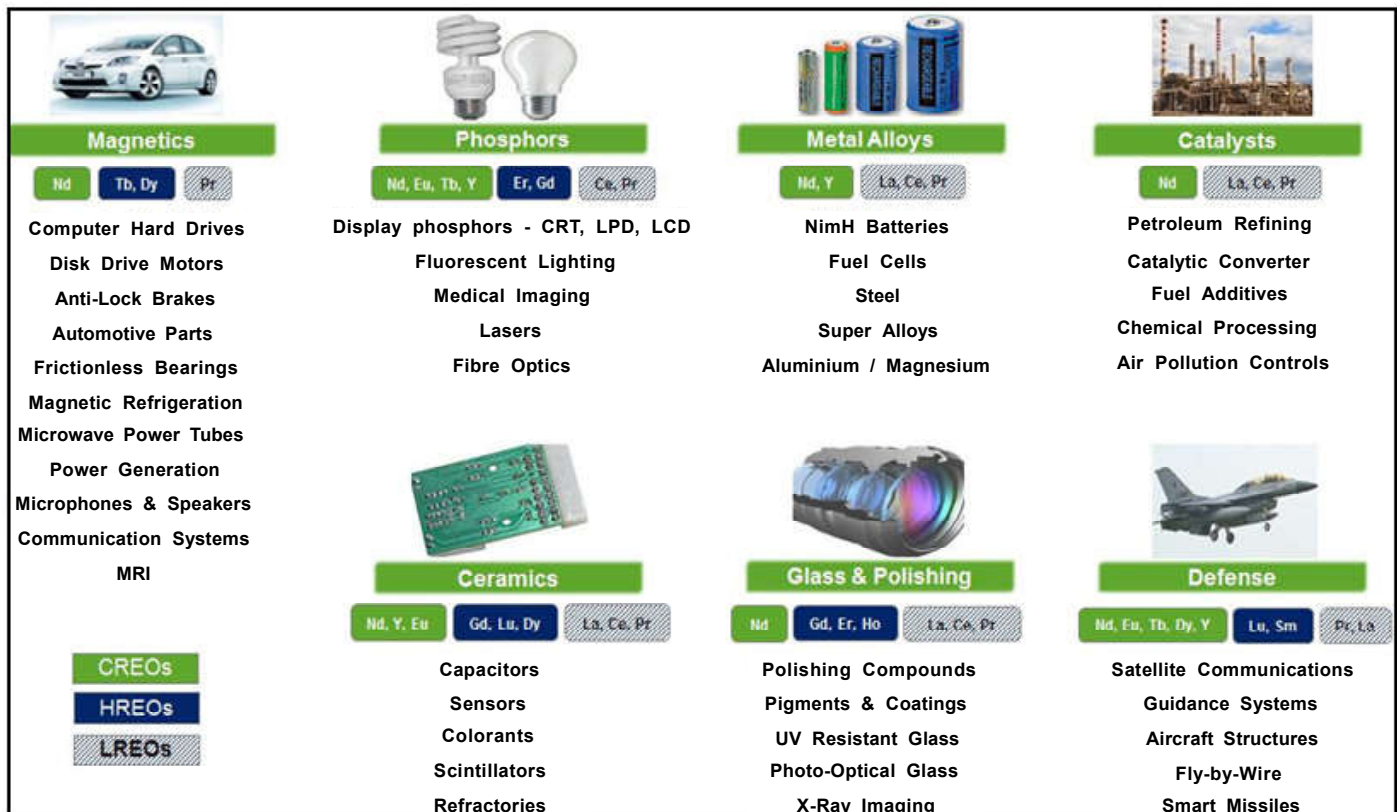 Magnetics
Nd
Tb, Dy
Pr
Computer Hard Drives
Disk Drive Motors
Anti-Lock Brakes
Automotive Parts
Frictionless Bearings
Magnetic Refrigeration
Microwave Power Tubes
Power Generation
Microphones & Speakers
Communication Systems
MRI
Phosphors
Nd, Eu, Tb, Y
Er, Gd
Ce, Pr
Display phosphors - CRT, LPD, LCD
Fluorescent Lighting
Medical Imaging
Lasers
Fibre Optics
Metal Alloys
Nd, Y
La, Ce, Pr
NimH Batteries
Fuel Cells
Steel
Super Alloys
Aluminium / Magnesium
Catalysts
Nd
La, Ce, Pr
Petroleum Refining
Catalytic Converter
Fuel Additives
Chemical Processing
Air Pollution Controls
Ceramics
Nd, Y, Eu
Gd, Lu, Dy
La, Ce, Pr
Capacitors
Sensors
Colorants
Scintillators
Refractories
Glass & Polishing
Nd
Gd, Er, Ho
La, Ce, Pr
Polishing Compounds
Pigments & Coatings
UV Resistant Glass
Photo-Optical Glass
X-Ray Imaging
Defense
Nd, Eu, Tb, Dy, Y
Lu, Sm
Pr, La
Satellite Communications
Guidance Systems
Aircraft Structures
Fly-by-Wire
Smart Missiles
CREOs
HREOs
LREOs